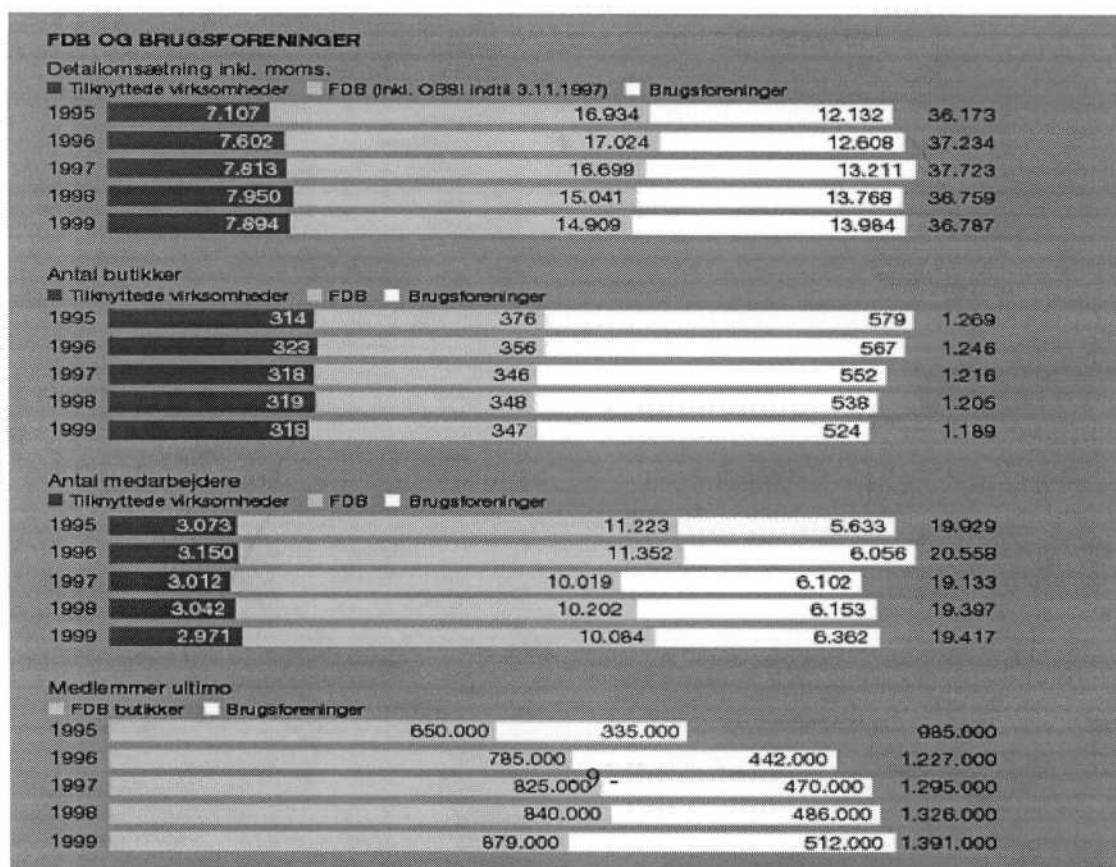 FDB OG BRUGSFORENINGER
Detailomsætning inkl. moms.
Tilknyttede virksomheder FDB (inkl. OBS! indtil 3.11.1997) Brugsforeninger
1995 7.107 16.934 12.132 36.173
1996 7.602 17.024 12.608 37.234
1997 7.813 16.699 13.211 37.723
1998 7.950 15.041 13.768 36.759
1999 7.894 14.909 13.984 36.787
Antal butikker
Tilknyttede virksomheder FDB Brugsforeninger
1995 314 376 579 1.269
1996 323 356 567 1.246
1997 318 346 552 1.216
1998 319 348 538 1.205
1999 318 347 524 1.189
Antal medarbejdere
Tilknyttede virksomheder FDB Brugsforeninger
1995 3.073 11.223 5.633 19.929
1996 3.150 11.352 6.056 20.558
1997 3.012 10.019 6.102 19.133
1998 3.042 10.202 6.153 19.397
1999 2.971 10.084 6.362 19.417
Medlemmer ultimo
FDB butikker Brugsforeninger
1995 650.000 335.000 985.000
1996 785.000 442.000 1.227.000
1997 825.000 9 - 470.000 1.295.000
1998 840.000 486.000 1.326.000
1999 879.000 512.000 1.391.000